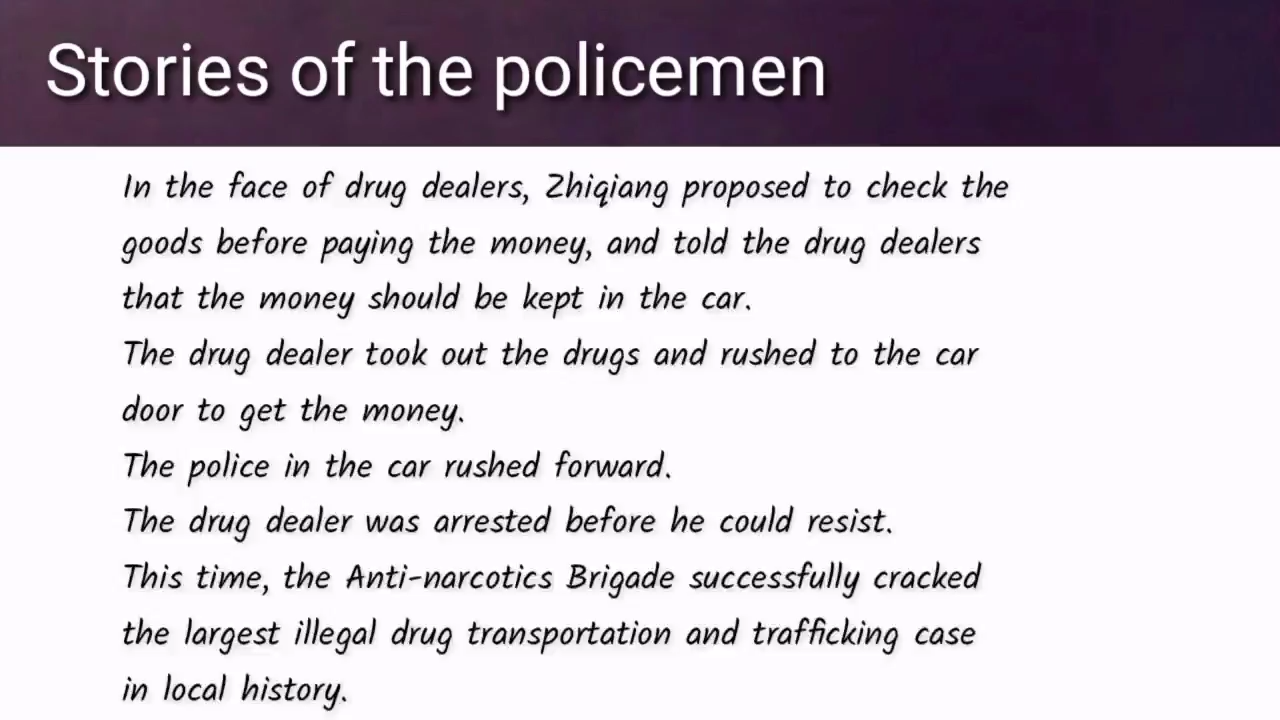 Stories of the policemen
In the face of drug dealers, Zhiqiang proposed to check the
goods before paying the money, and told the drug dealers
that the money should be kept in the car.
The drug dealer took out the drugs and rushed to the car
door to get the money.
The police in the car rushed forward.
The drug dealer was arrested before he could resist.
This time, the Anti-narcotics Brigade successfully cracked
the largest illegal drug transportation and trafficking case
in local history.